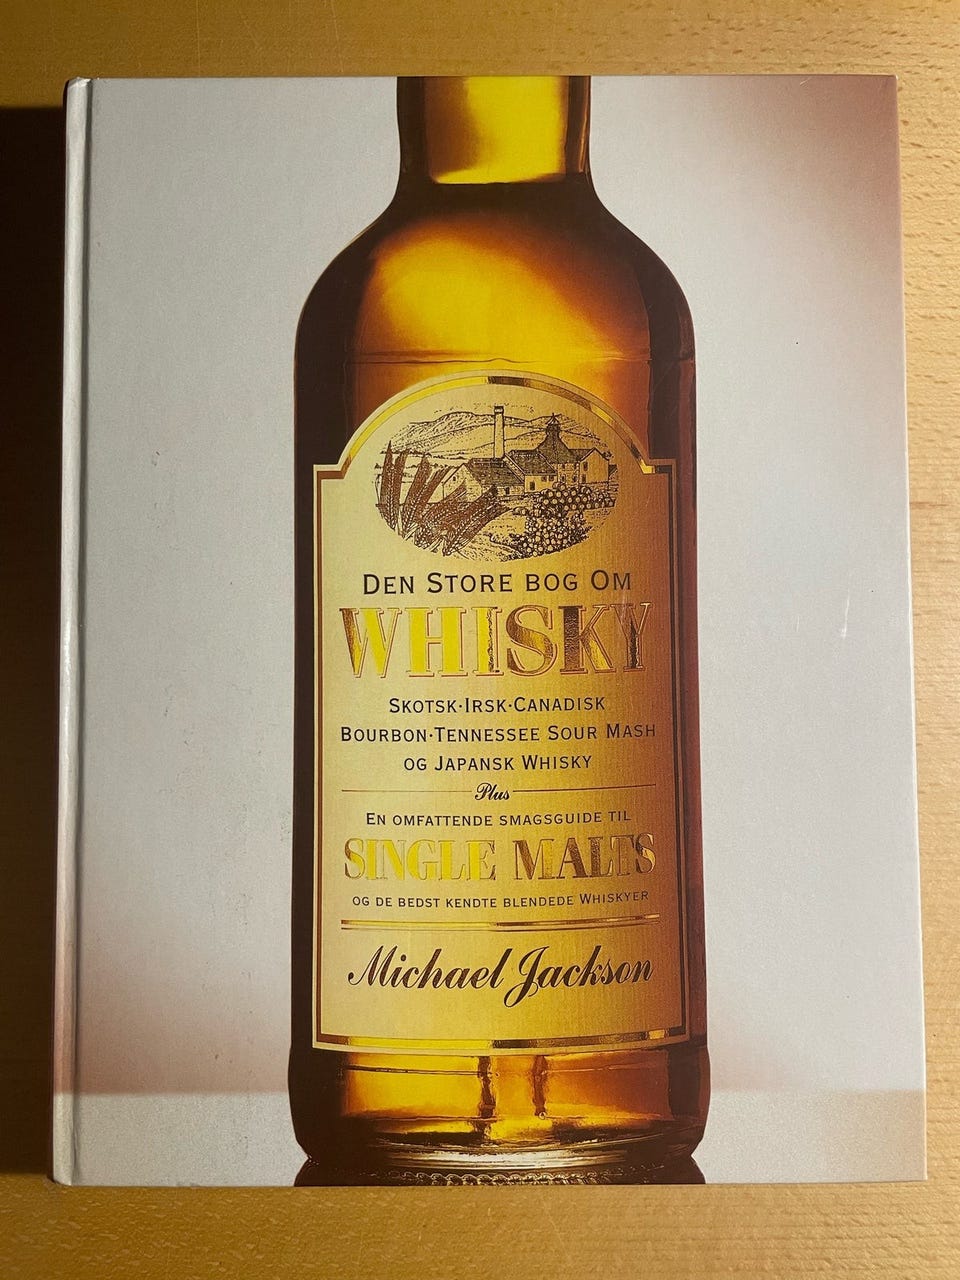 Den Store bog Om
WHISKY
Skotsk·Irsk·Canadisk
Bourbon·Tennessee Sour Mash
og Japansk Whisky
Plus
En omfattende smagsguide til
SINGLE MALTS
og de bedst kendte blendede Whiskyer
Michael Jackson